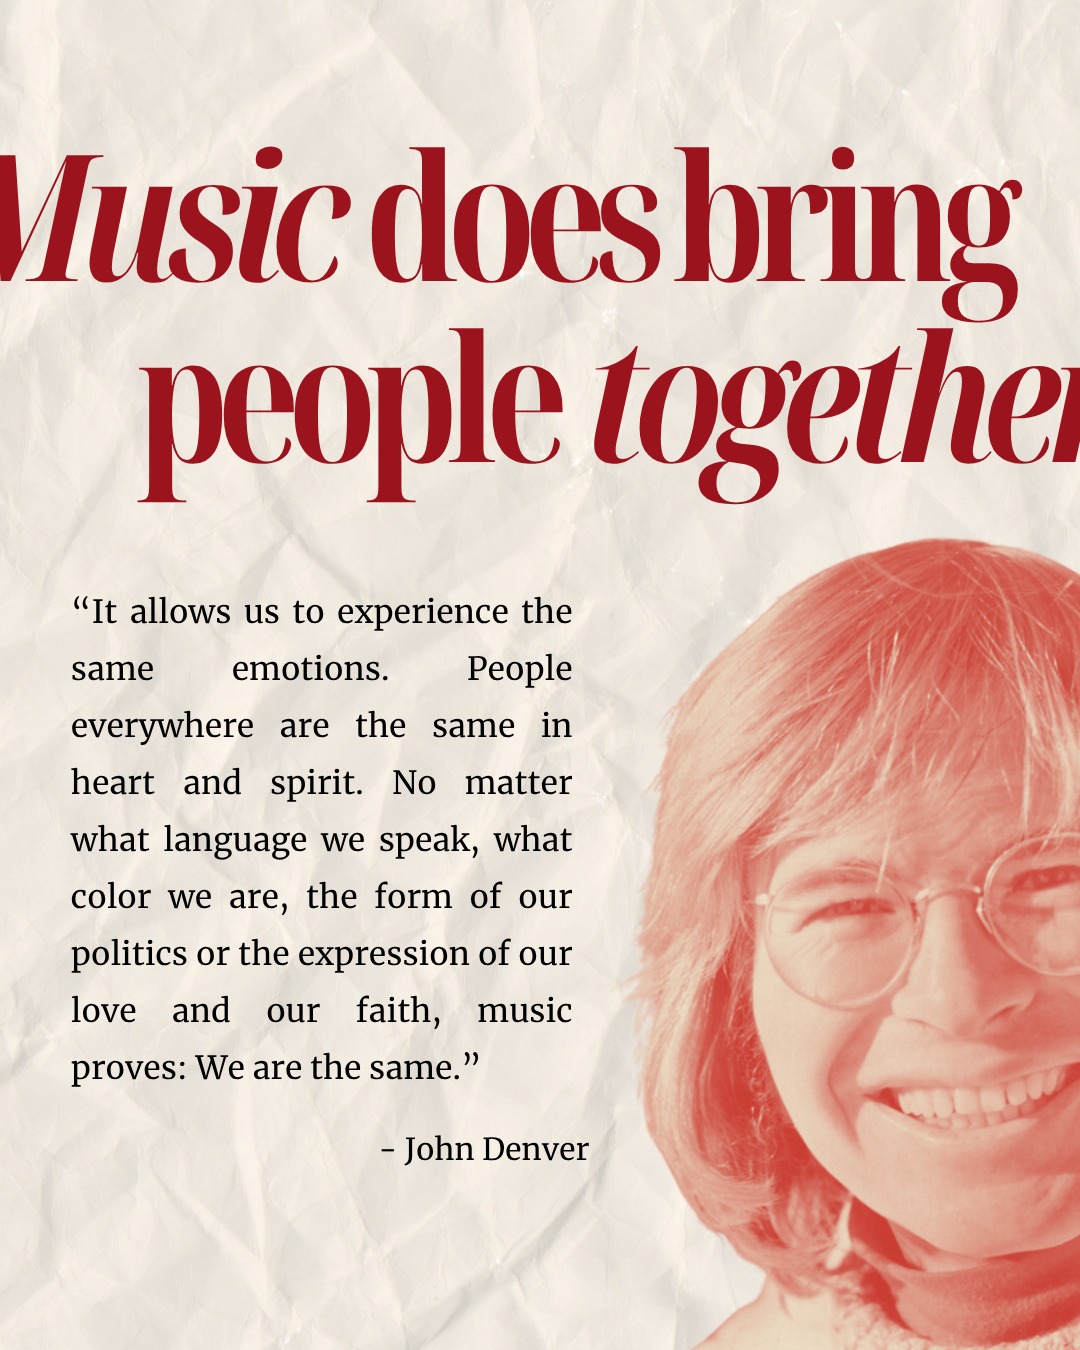 Music does bring
people together
“It allows us to experience the
same emotions. People
everywhere are the same in
heart and spirit. No matter
what language we speak, what
color we are, the form of our
politics or the expression of our
love and our faith, music
proves: We are the same.”
- John Denver